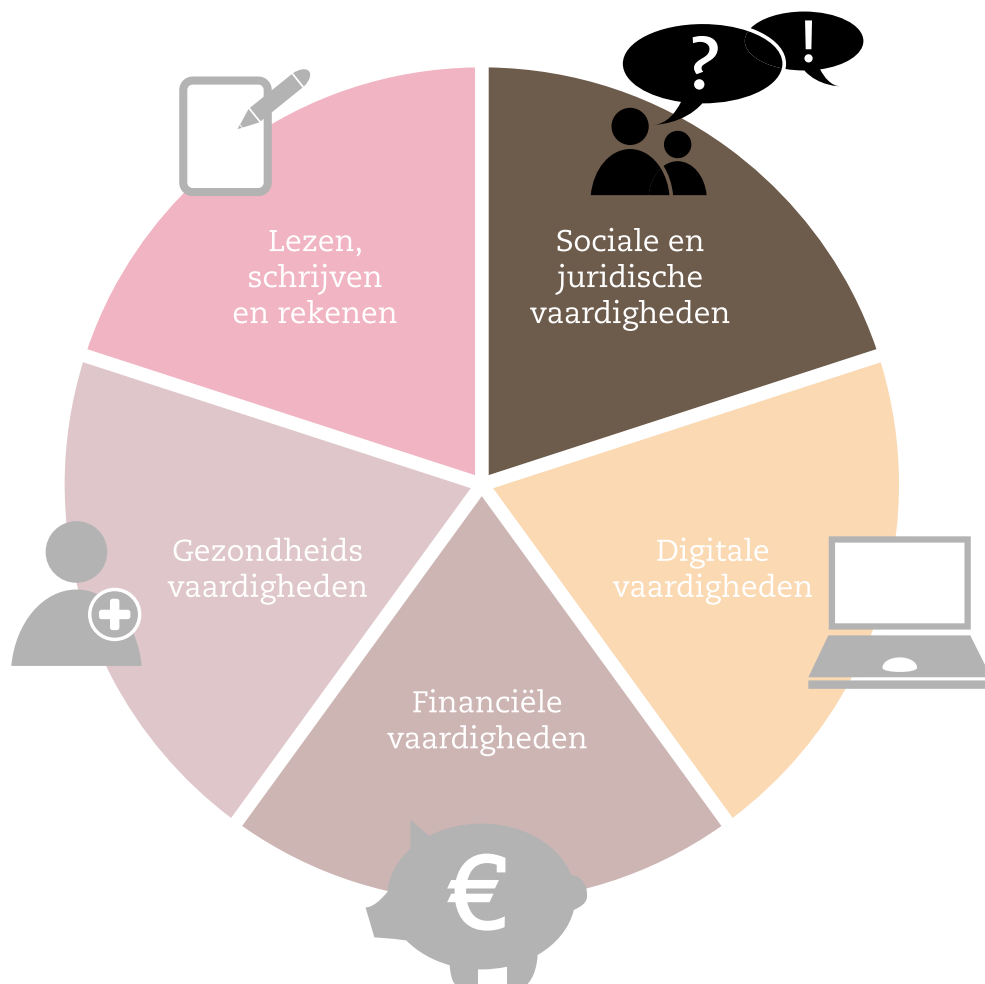 ?
!
Lezen,
schrijven
en rekenen
Sociale en
juridische
vaardigheden
Gezondheids
vaardigheden
Digitale
vaardigheden
Financiële
vaardigheden
€